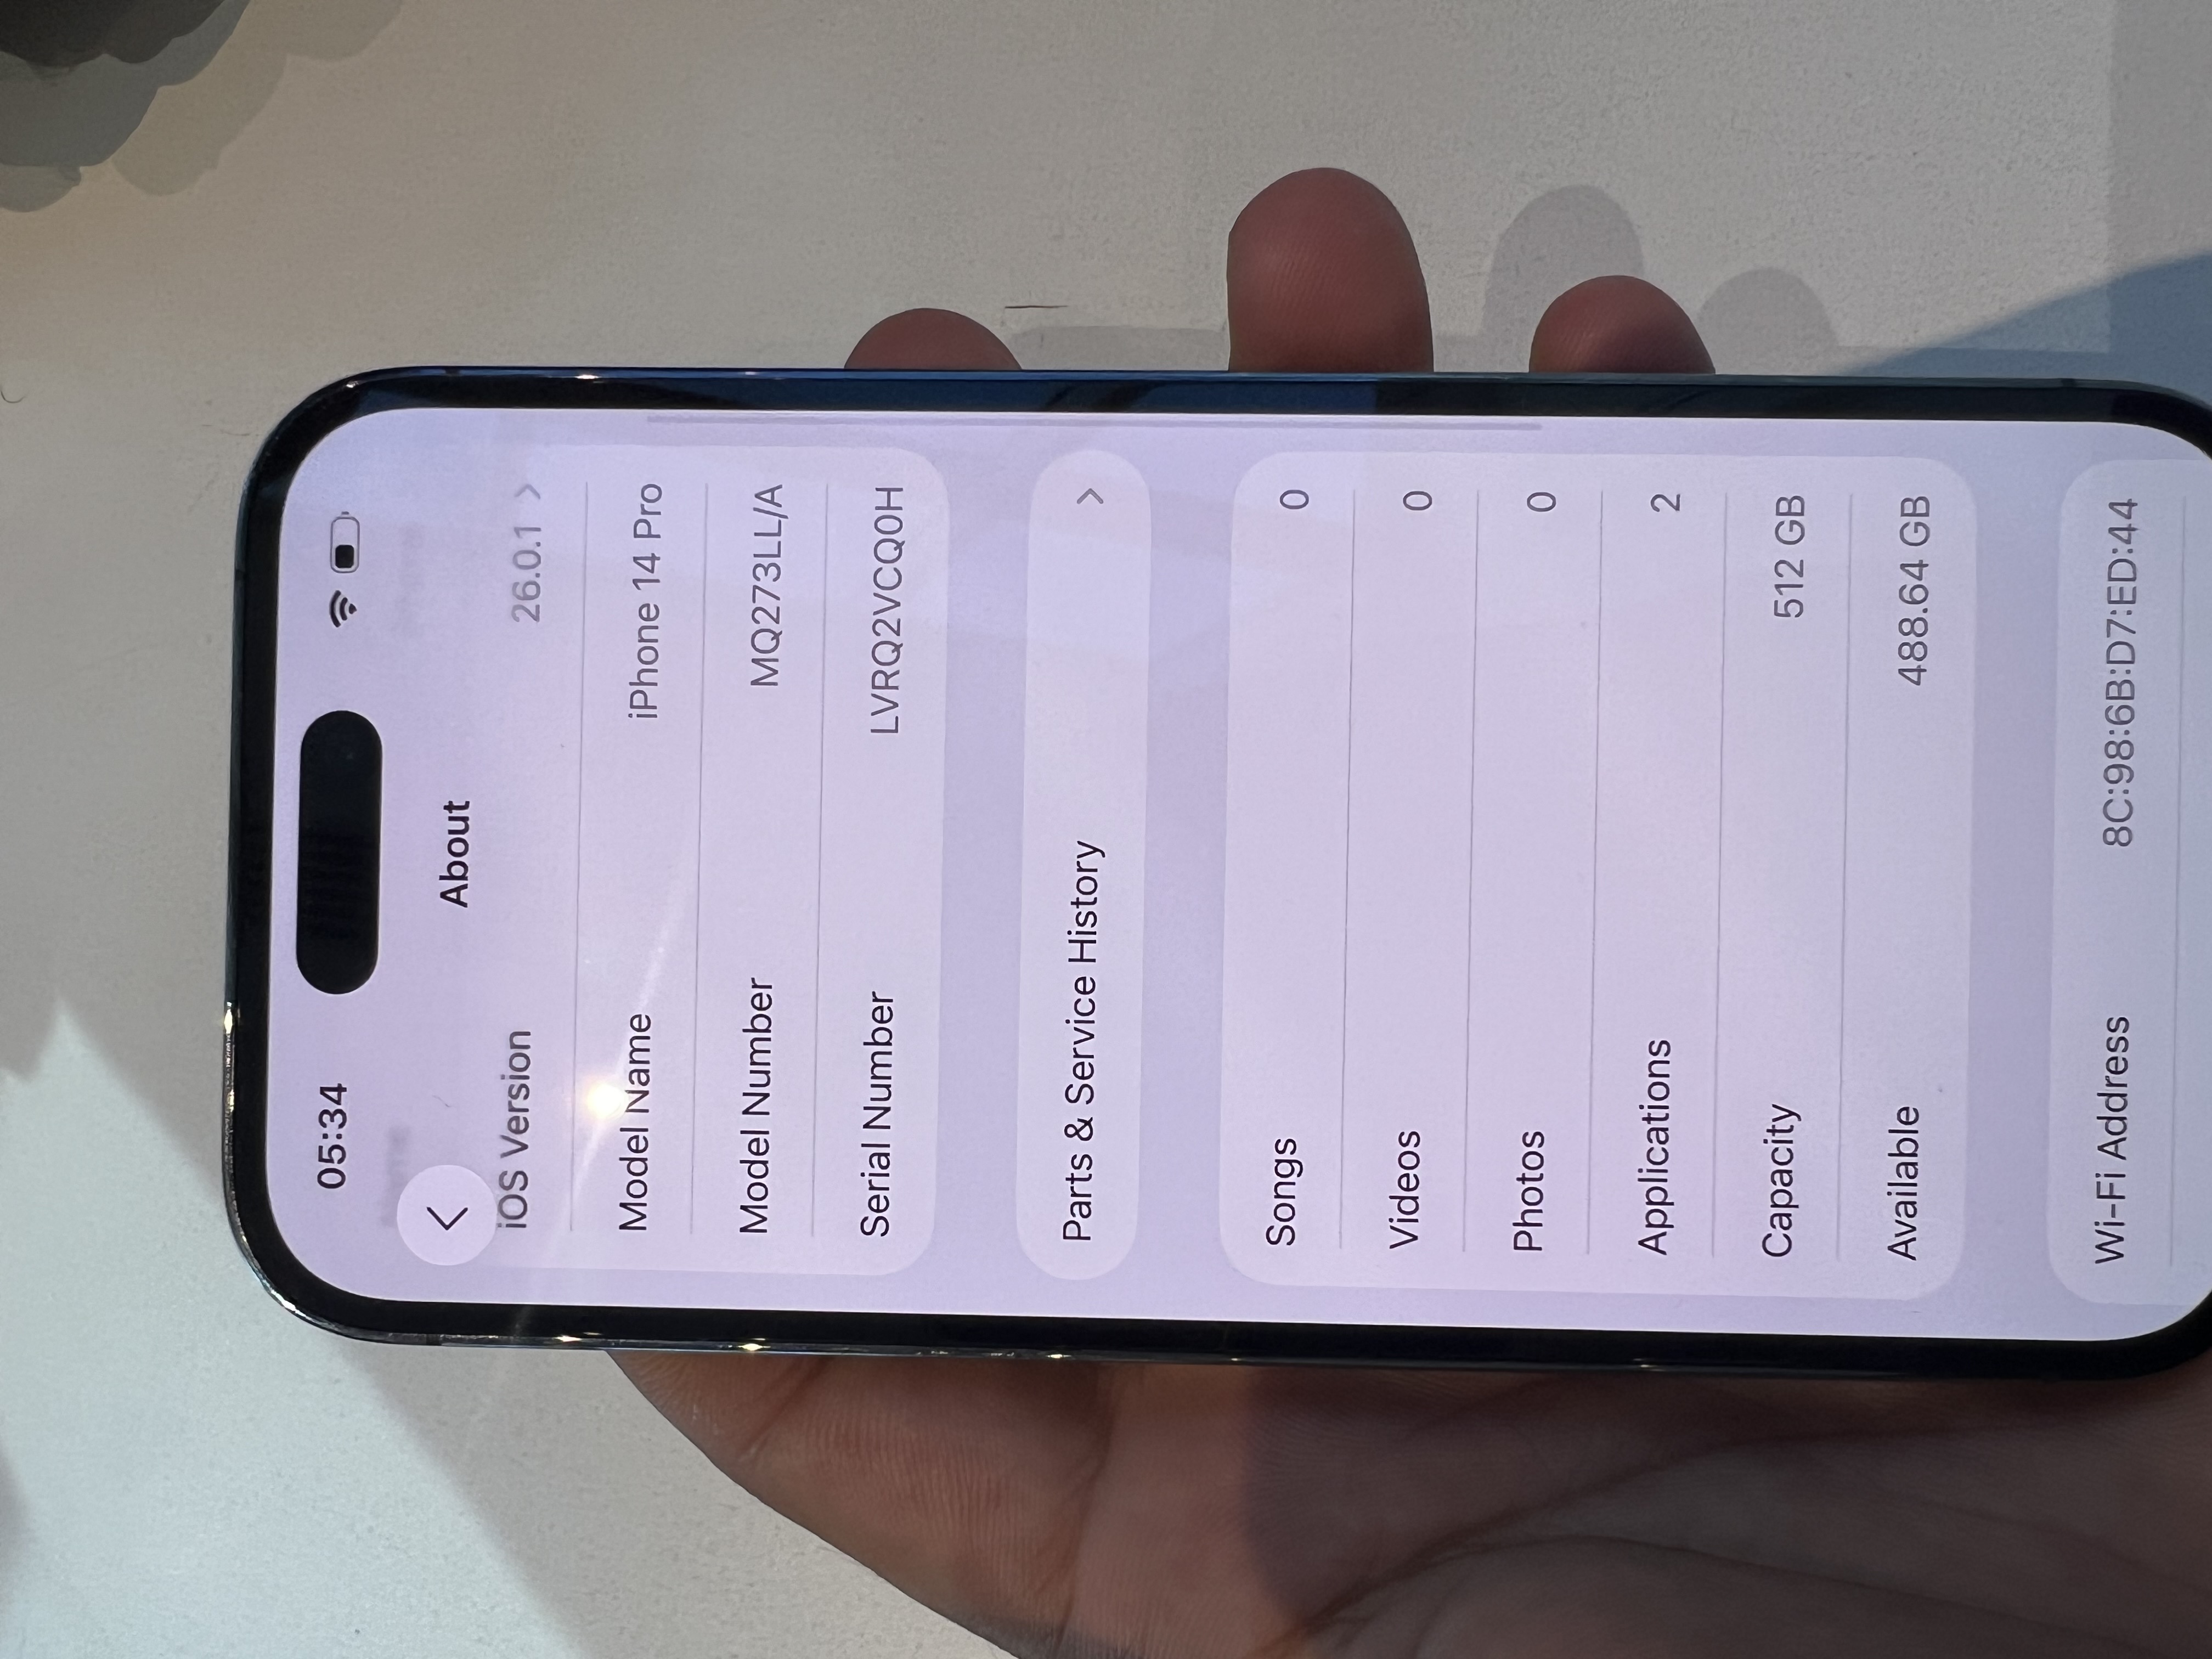 05:34
Name
About
iOS Version 26.0.1
Model Name iPhone 14 Pro
Model Number MQ273LL/A
Serial Number LVRQ2VCQ0H
Parts & Service History
Songs 0
Videos 0
Photos 0
Applications 2
Capacity 512 GB
Available 488.64 GB
Wi-Fi Address 8C:98:6B:D7:ED:44